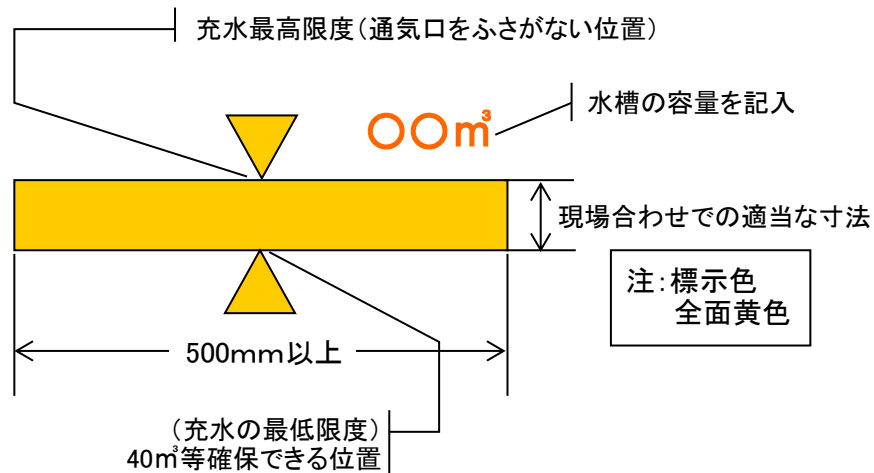 充水最高限度（通気口をふさがない位置）
〇〇㎥
水槽の容量を記入
現場合わせでの適当な寸法
注：標示色
全面黄色
500mm以上
（充水の最低限度）
40㎥等確保できる位置